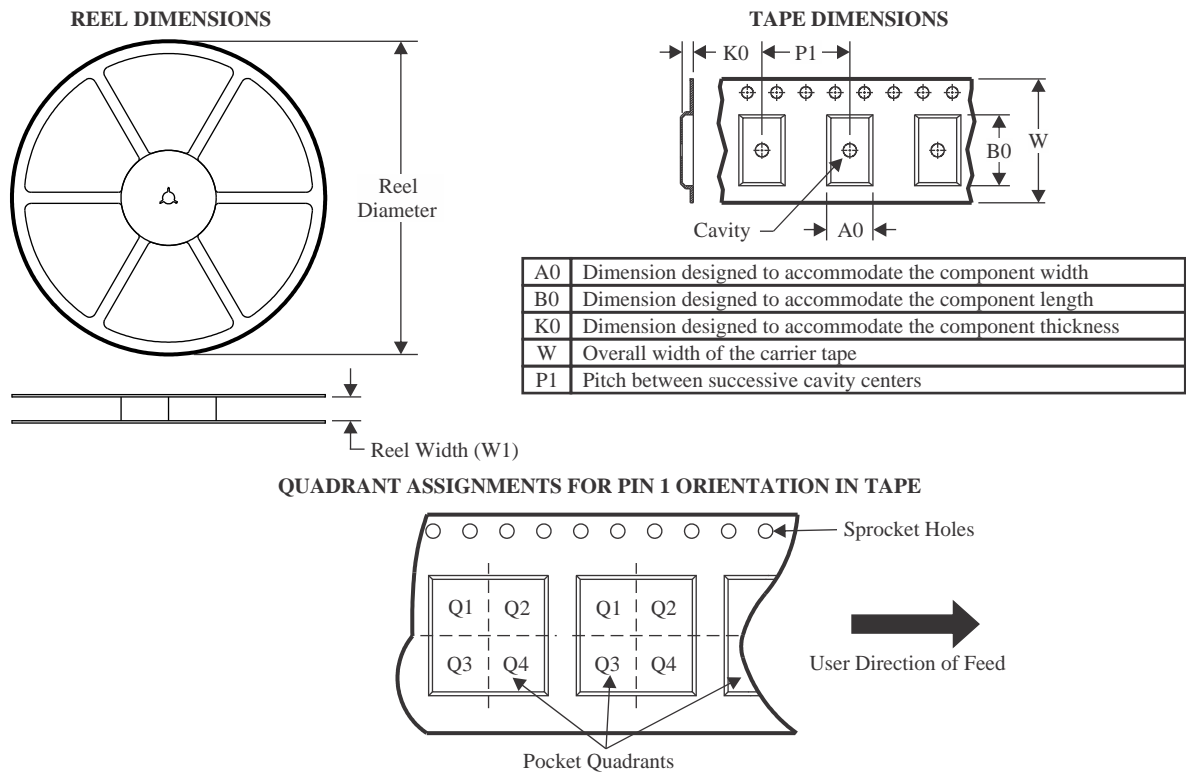 REEL DIMENSIONS
Reel
Diameter
Reel Width (W1)
TAPE DIMENSIONS
K0
P1
W
B0
Cavity
A0
A0 Dimension designed to accommodate the component width
B0 Dimension designed to accommodate the component length
K0 Dimension designed to accommodate the component thickness
W Overall width of the carrier tape
P1 Pitch between successive cavity centers
QUADRANT ASSIGNMENTS FOR PIN 1 ORIENTATION IN TAPE
Sprocket Holes
Q1 Q2 Q1 Q2
Q3 Q4 Q3 Q4
User Direction of Feed
Pocket Quadrants